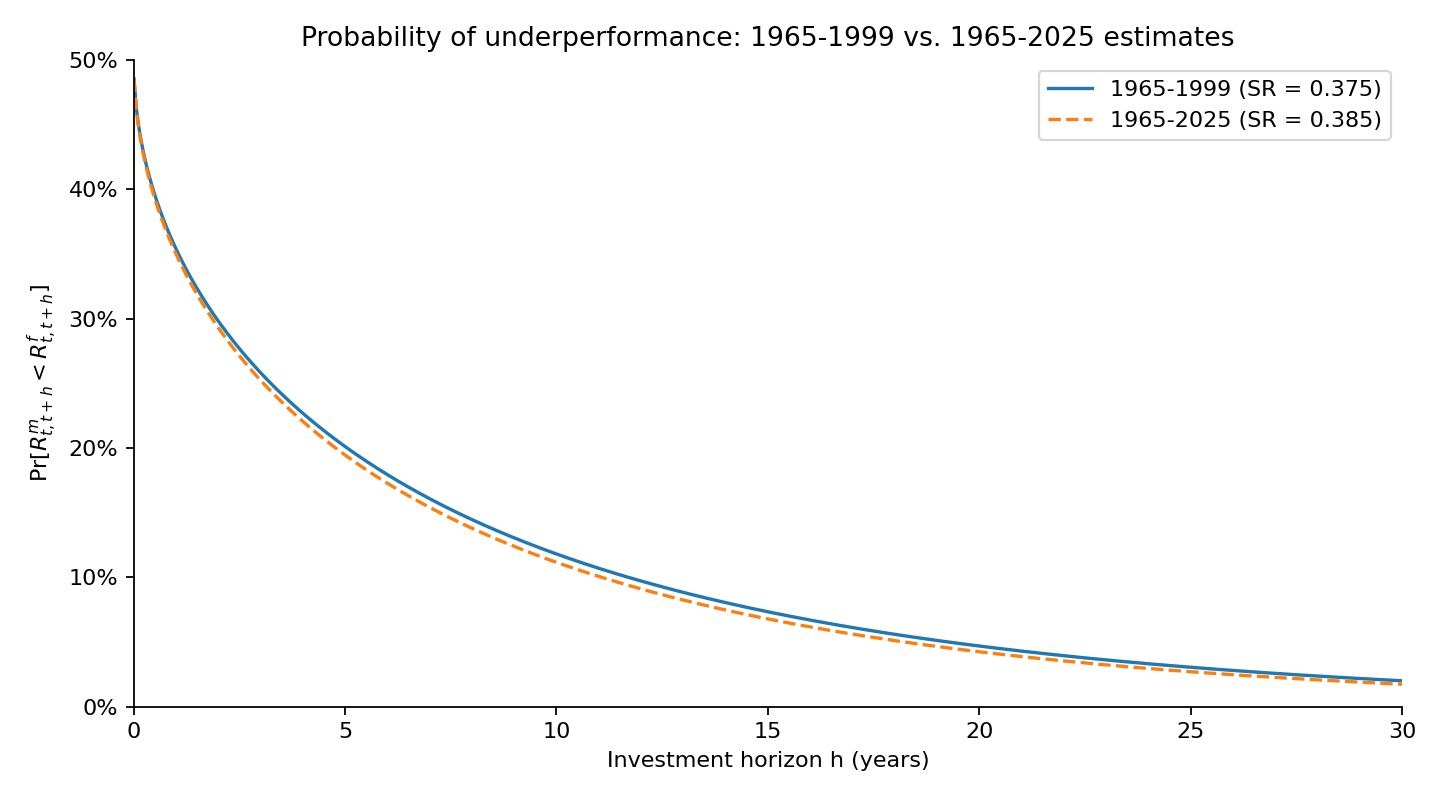 Probability of underperformance: 1965-1999 vs. 1965-2025 estimates
1965-1999 (SR = 0.375)
1965-2025 (SR = 0.385)
Pr[R^m_{t,t+h} < R^f_{t,t+h}]
50%
40%
30%
20%
10%
0%
0 5 10 15 20 25 30
Investment horizon h (years)